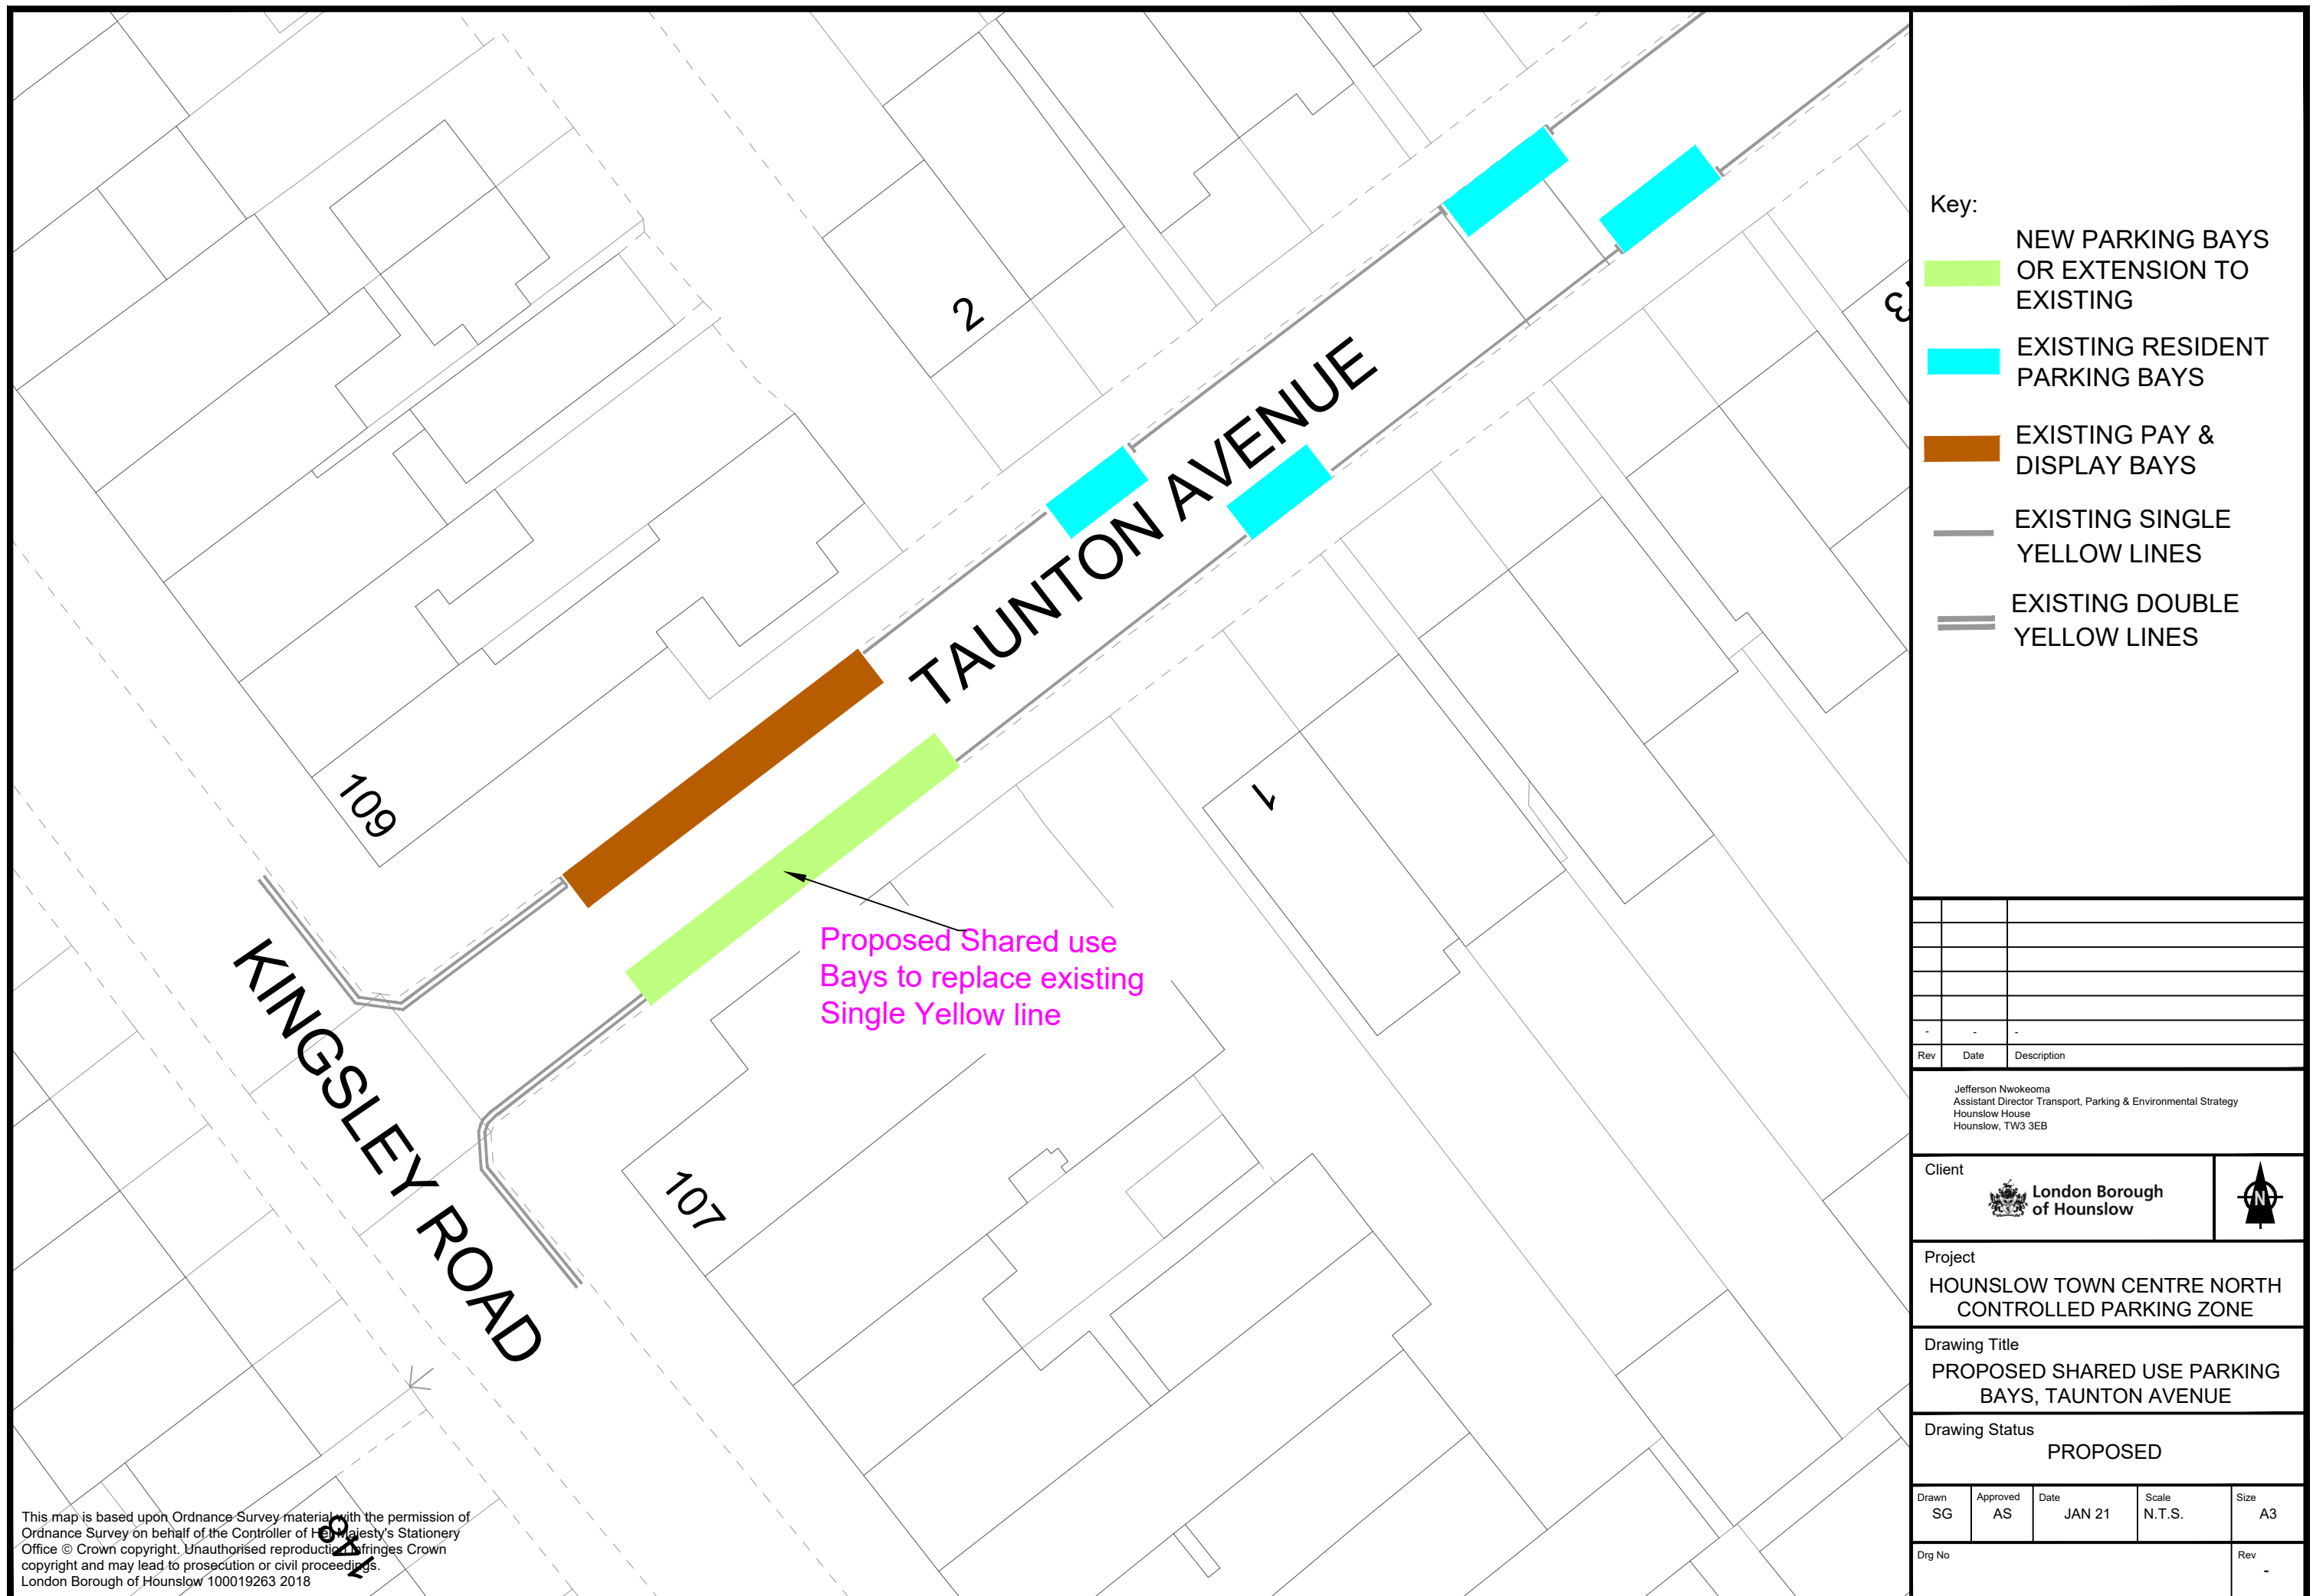 2
TAUNTON AVENUE
109
1
KINGSLEY ROAD
107
Proposed Shared use
Bays to replace existing
Single Yellow line
This map is based upon Ordnance Survey material with the permission of
Ordnance Survey on behalf of the Controller of Her Majesty's Stationery
Office © Crown copyright. Unauthorised reproduction infringes Crown
copyright and may lead to prosecution or civil proceedings.
London Borough of Hounslow 100019263 2018
Key:
NEW PARKING BAYS
OR EXTENSION TO
EXISTING
EXISTING RESIDENT
PARKING BAYS
EXISTING PAY &
DISPLAY BAYS
EXISTING SINGLE
YELLOW LINES
EXISTING DOUBLE
YELLOW LINES
- - -
Rev Date Description
Jefferson Nwokeoma
Assistant Director Transport, Parking & Environmental Strategy
Hounslow House
Hounslow, TW3 3EB
Client
London Borough
of Hounslow
N
Project
HOUNSLOW TOWN CENTRE NORTH
CONTROLLED PARKING ZONE
Drawing Title
PROPOSED SHARED USE PARKING
BAYS, TAUNTON AVENUE
Drawing Status
PROPOSED
Drawn Approved Date Scale Size
SG AS JAN 21 N.T.S. A3
Drg No Rev
-